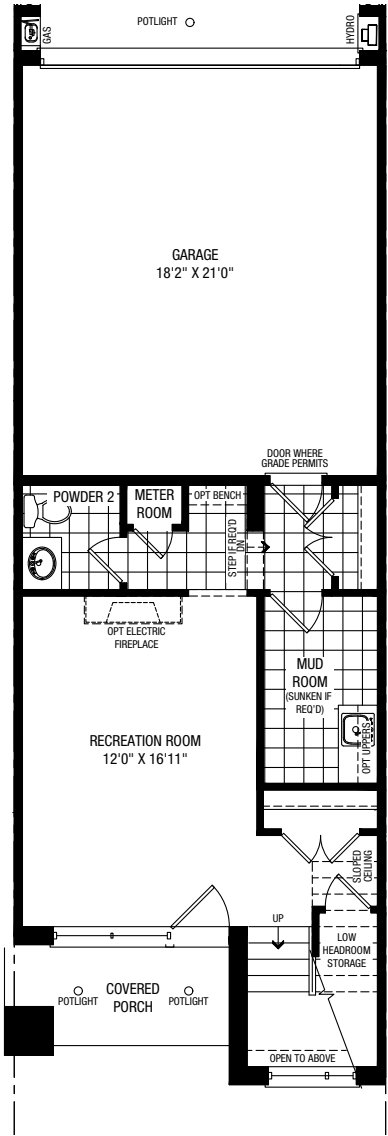 POTLIGHT
GAS
HYDRO
GARAGE
18'2" X 21'0"
DOOR WHERE
GRADE PERMITS
POWDER 2
METER
ROOM
OPT BENCH
STEP IF REQ'D
DN
OPT ELECTRIC
FIREPLACE
MUD
ROOM
(SUNKEN IF
REQ'D)
OPT UPPERS
RECREATION ROOM
12'0" X 16'11"
SLOPED
CEILING
UP
LOW
HEADROOM
STORAGE
COVERED
PORCH
POTLIGHT
POTLIGHT
OPEN TO ABOVE